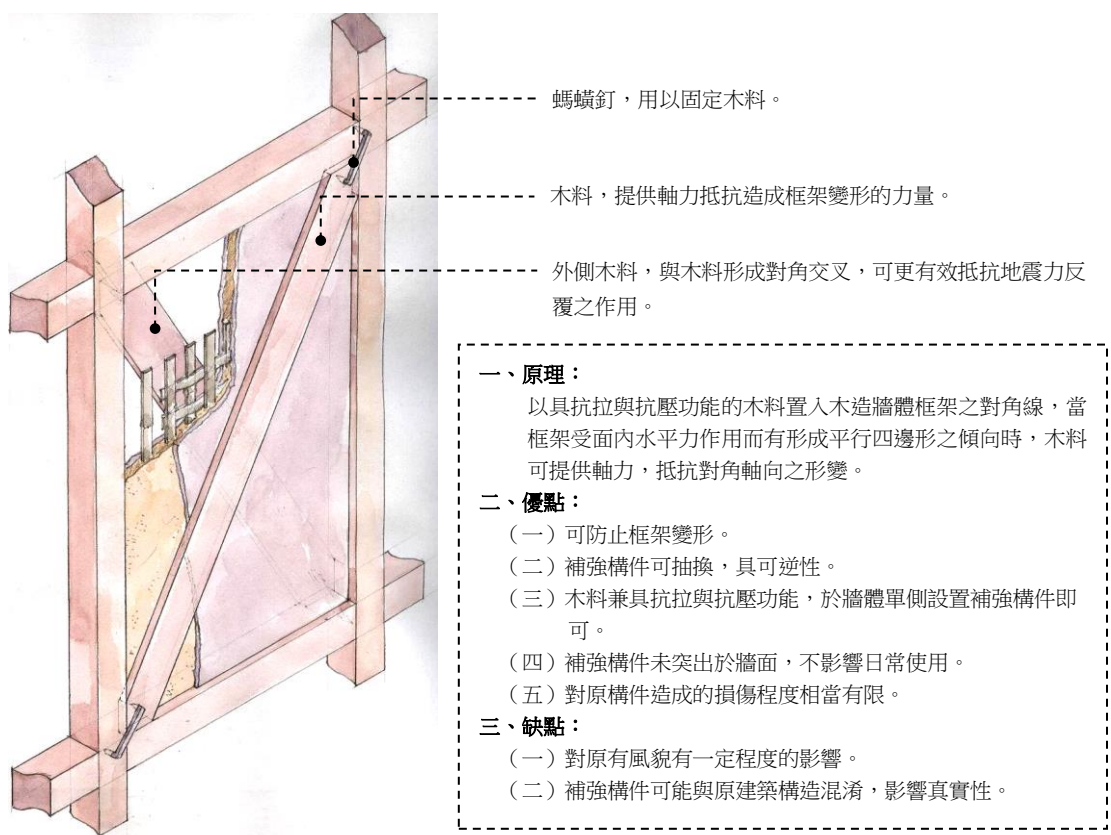 螞蟥釘，用以固定木料。
木料，提供軸力抵抗造成框架變形的力量。
外側木料，與木料形成對角交叉，可更有效抵抗地震力反
覆之作用。
一、原理：
以具抗拉與抗壓功能的木料置入木造牆體框架之對角線，當
框架受面內水平力作用而有形成平行四邊形之傾向時，木料
可提供軸力，抵抗對角軸向之形變。
二、優點：
（一）可防止框架變形。
（二）補強構件可抽換，具可逆性。
（三）木料兼具抗拉與抗壓功能，於牆體單側設置補強構件即
可。
（四）補強構件未突出於牆面，不影響日常使用。
（五）對原構件造成的損傷程度相當有限。
三、缺點：
（一）對原有風貌有一定程度的影響。
（二）補強構件可能與原建築構造混淆，影響真實性。